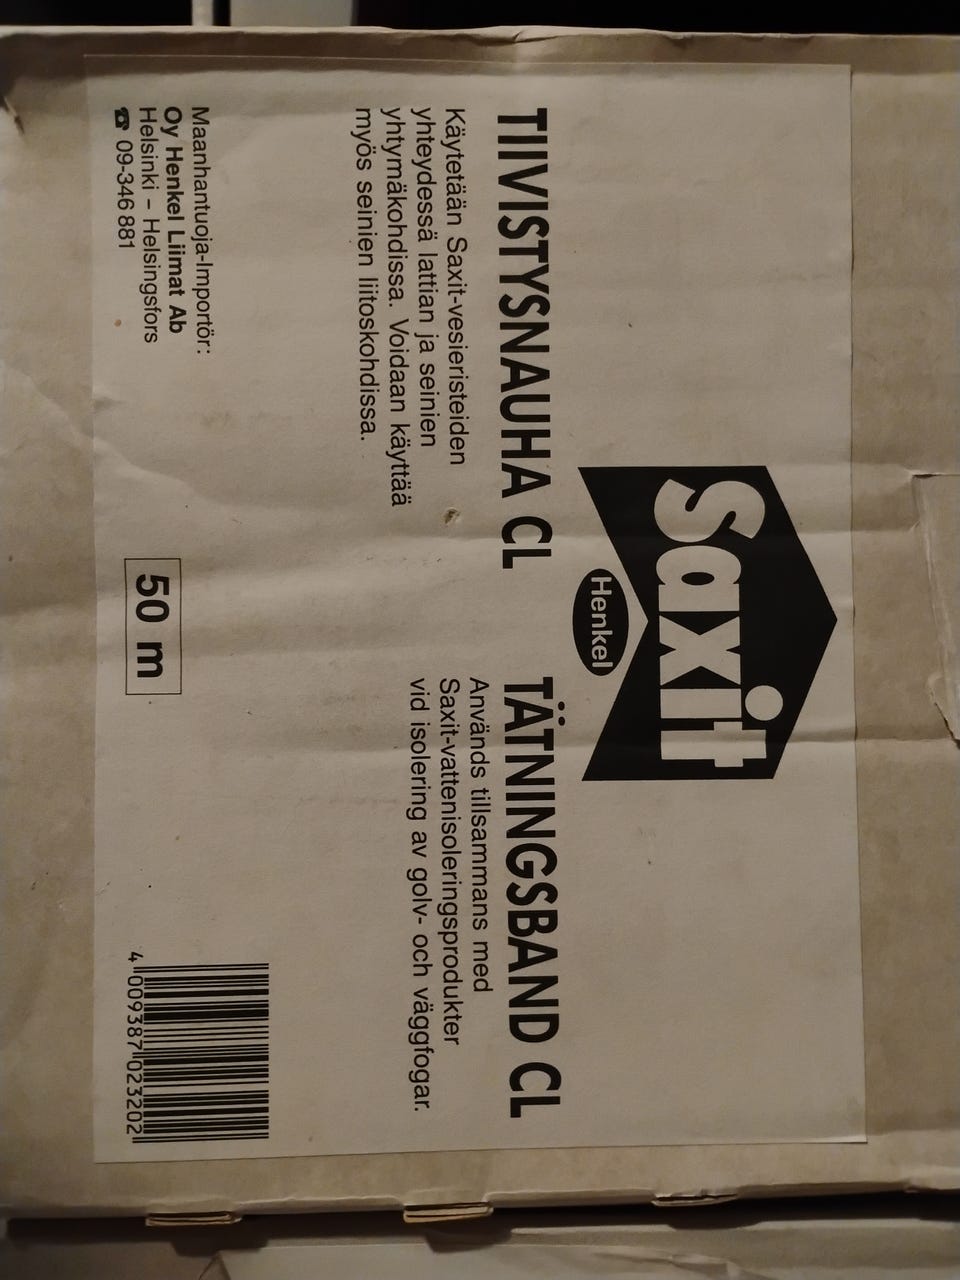 Saxit
Henkel
TIIVISTYSNAUHA CL
Käytetään Saxit-vesieristeiden
yhteydessä lattian ja seinien
yhtymäkohdissa. Voidaan käyttää
myös seinien liitoskohdissa.
TÄTNINGSBAND CL
Används tillsammans med
Saxit-vattenisoleringsprodukter
vid isolering av golv- och väggfogar.
Maanhantuoja-Importör:
Oy Henkel Liimat Ab
Helsinki – Helsingsfors
☎ 09-346 881
50 m
4 009387 023202